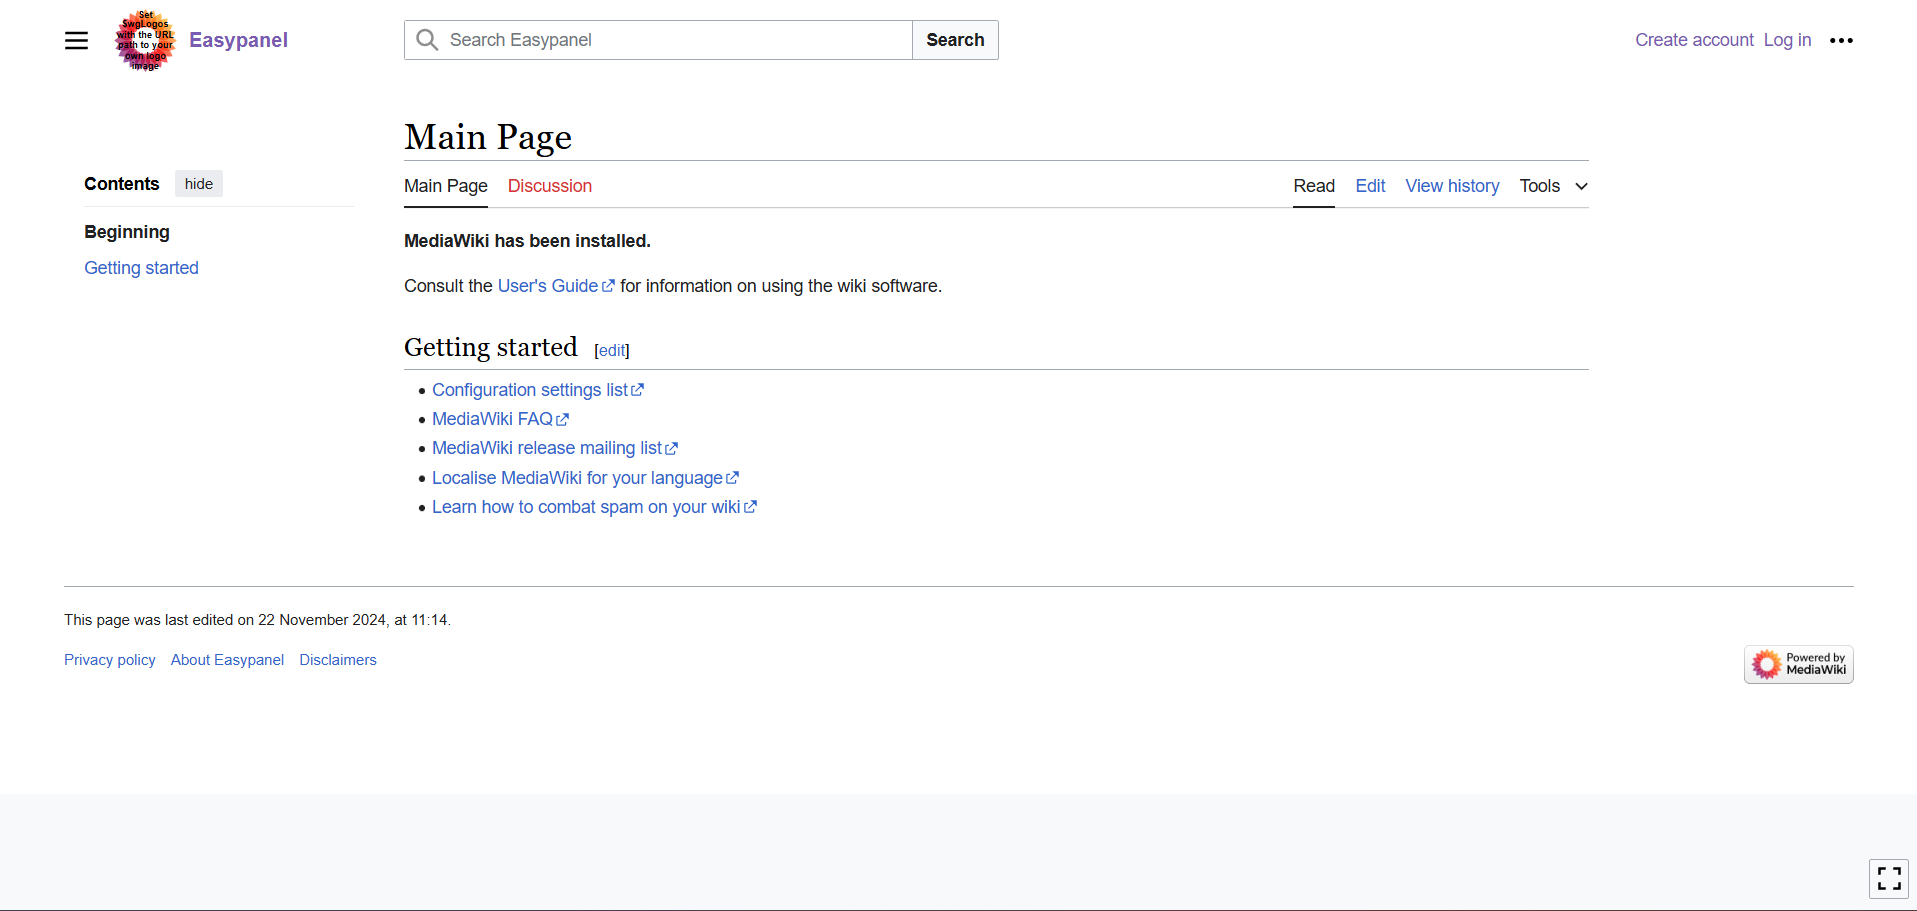 Set
$wgLogos
with the URL
path to your
own logo
image
Easypanel
Search Easypanel
Search
Create account Log in
Main Page
Contents hide
Main Page Discussion
Read Edit View history Tools
Beginning
Getting started
MediaWiki has been installed.
Consult the User's Guide for information on using the wiki software.
Getting started [edit]
Configuration settings list
MediaWiki FAQ
MediaWiki release mailing list
Localise MediaWiki for your language
Learn how to combat spam on your wiki
This page was last edited on 22 November 2024, at 11:14.
Privacy policy About Easypanel Disclaimers
Powered by
MediaWiki